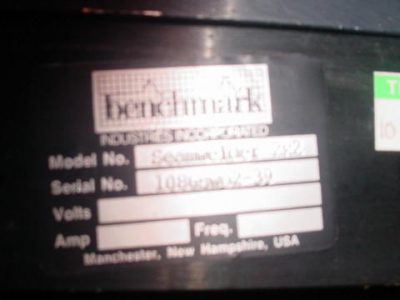 benchmark
INDUSTRIES INCORPORATED
Model No.
Serial No.
Volts
Amp Freq.
Manchester, New Hampshire, USA